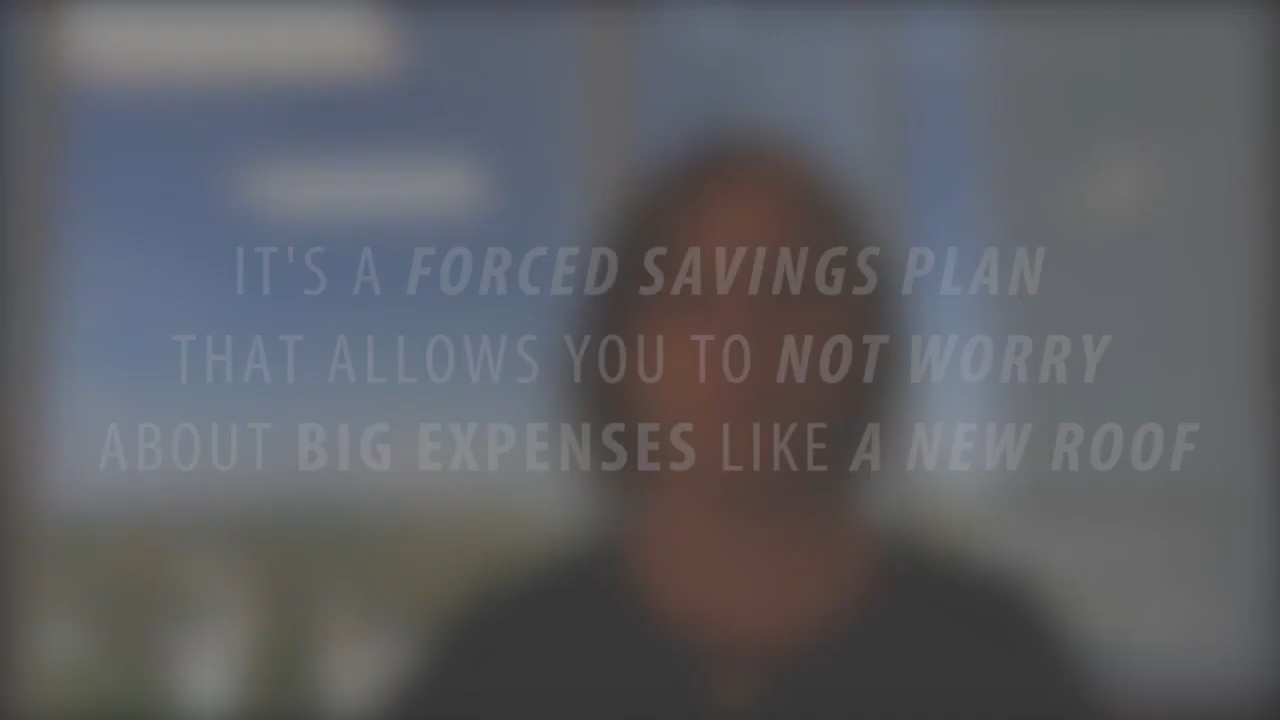 IT'S A FORCED SAVINGS PLAN
THAT ALLOWS YOU TO NOT WORRY
ABOUT BIG EXPENSES LIKE A NEW ROOF